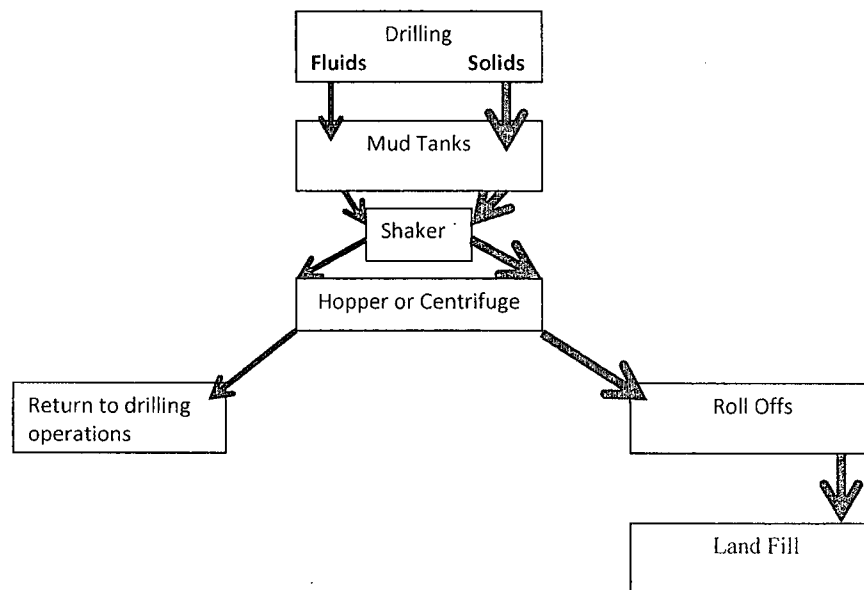 Drilling
Fluids Solids
Mud Tanks
Shaker
Hopper or Centrifuge
Return to drilling
operations
Roll Offs
Land Fill